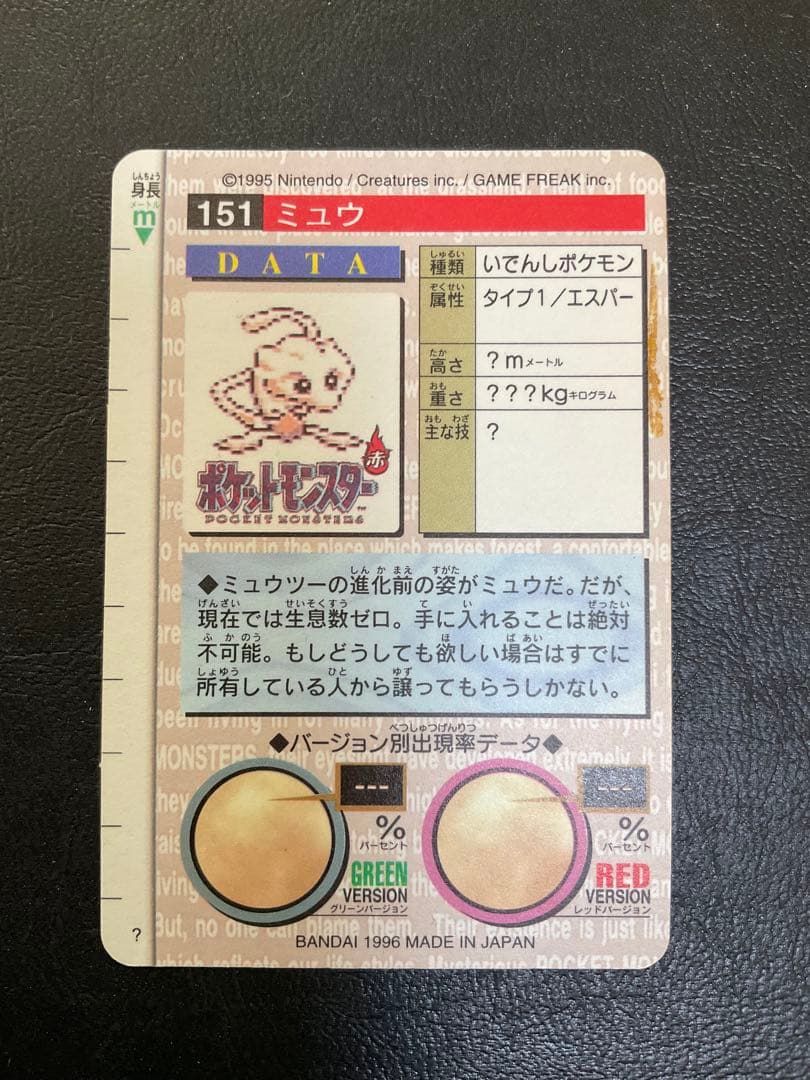 しんちょう
身長
メートル
m
©1995 Nintendo / Creatures inc. / GAME FREAK inc.
151 ミュウ
DATA
しゅるい
種類 いでんしポケモン
ぞくせい
属性 タイプ1／エスパー
たか
高さ ?mメートル
おも
重さ ???kgキログラム
おも わざ
主な技 ?
赤
ポケットモンスター
POCKET MONSTERS
しんか まえ すがた
◆ミュウツーの進化前の姿がミュウだ。だが、
げんざい せいそくすう て い ぜったい
現在では生息数ゼロ。手に入れることは絶対
ふかのう ほ ばあい
不可能。もしどうしても欲しい場合はすでに
しょゆう ひと ゆず
所有している人から譲ってもらうしかない。
べつしゅつげんりつ
◆バージョン別出現率データ◆
---
%
パーセント
GREEN
VERSION
グリーンバージョン
---
%
パーセント
RED
VERSION
レッドバージョン
?
BANDAI 1996 MADE IN JAPAN